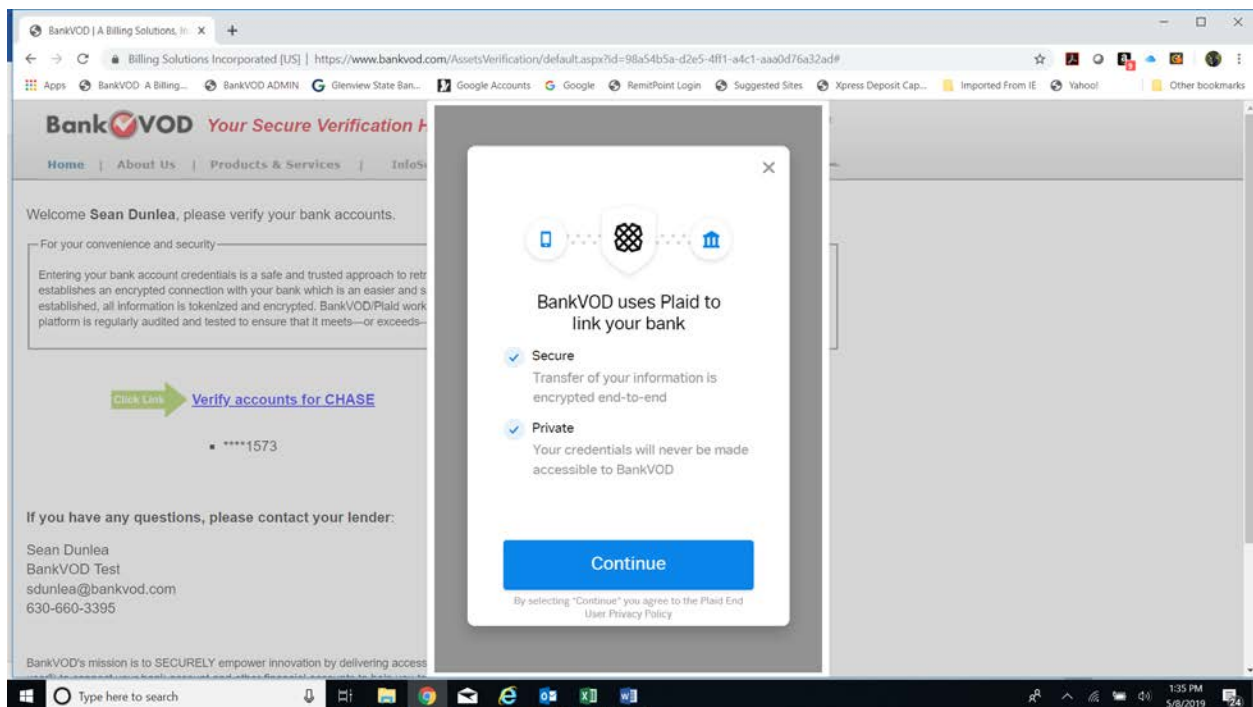 BankVOD | A Billing Solutions, In
Billing Solutions Incorporated [US] | https://www.bankvod.com/AssetsVerification/default.aspx?id=98a54b5a-d2e5-4ff1-a4c1-aaa0d76a32ad#
Apps BankVOD A Billing... BankVOD ADMIN Glenview State Ban... Google Accounts Google RemitPoint Login Suggested Sites Xpress Deposit Cap... Imported From IE Yahoo! Other bookmarks
BankVOD Your Secure Verification H
Home | About Us | Products & Services | InfoS
Welcome Sean Dunlea, please verify your bank accounts.
For your convenience and security
Entering your bank account credentials is a safe and trusted approach to retr
establishes an encrypted connection with your bank which is an easier and s
established, all information is tokenized and encrypted. BankVOD/Plaid work
platform is regularly audited and tested to ensure that it meets—or exceeds—
Click Link Verify accounts for CHASE
****1573
If you have any questions, please contact your lender:
Sean Dunlea
BankVOD Test
sdunlea@bankvod.com
630-660-3395
BankVOD's mission is to SECURELY empower innovation by delivering access
BankVOD uses Plaid to
link your bank
Secure
Transfer of your information is
encrypted end-to-end
Private
Your credentials will never be made
accessible to BankVOD
Continue
By selecting "Continue" you agree to the Plaid End
User Privacy Policy
Type here to search
1:35 PM
5/8/2019
24